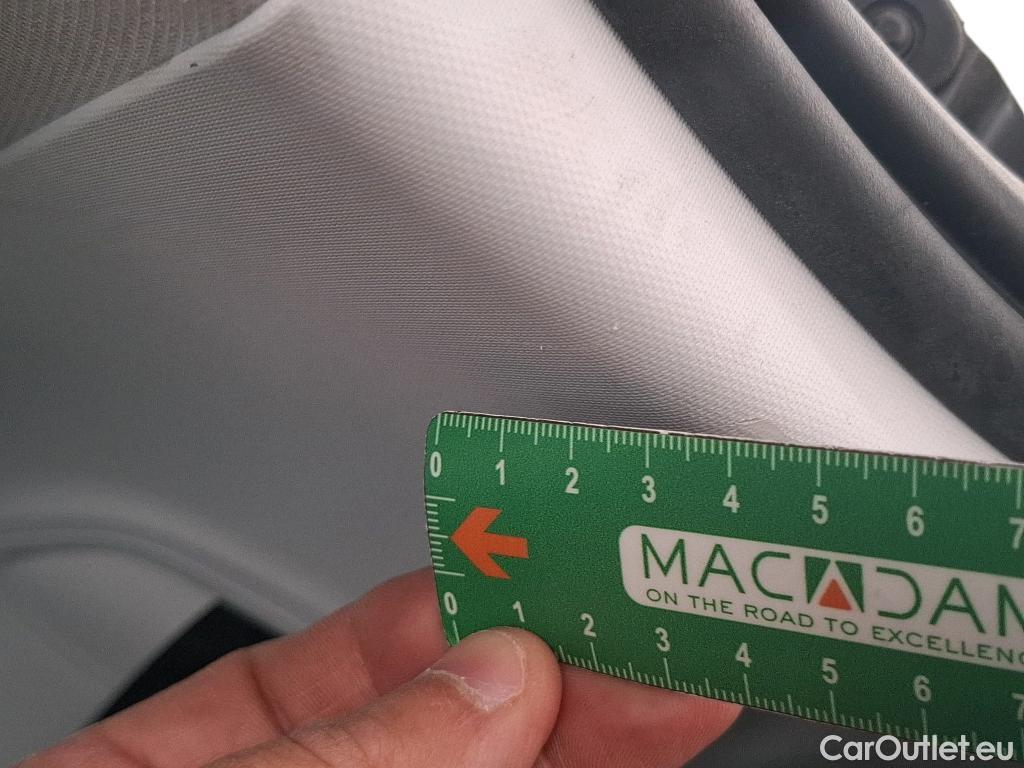 0 1 2 3 4 5 6 7
MACADAM
ON THE ROAD TO EXCELLENC
0 1 2 3 4 5 6 7
CarOutlet.eu